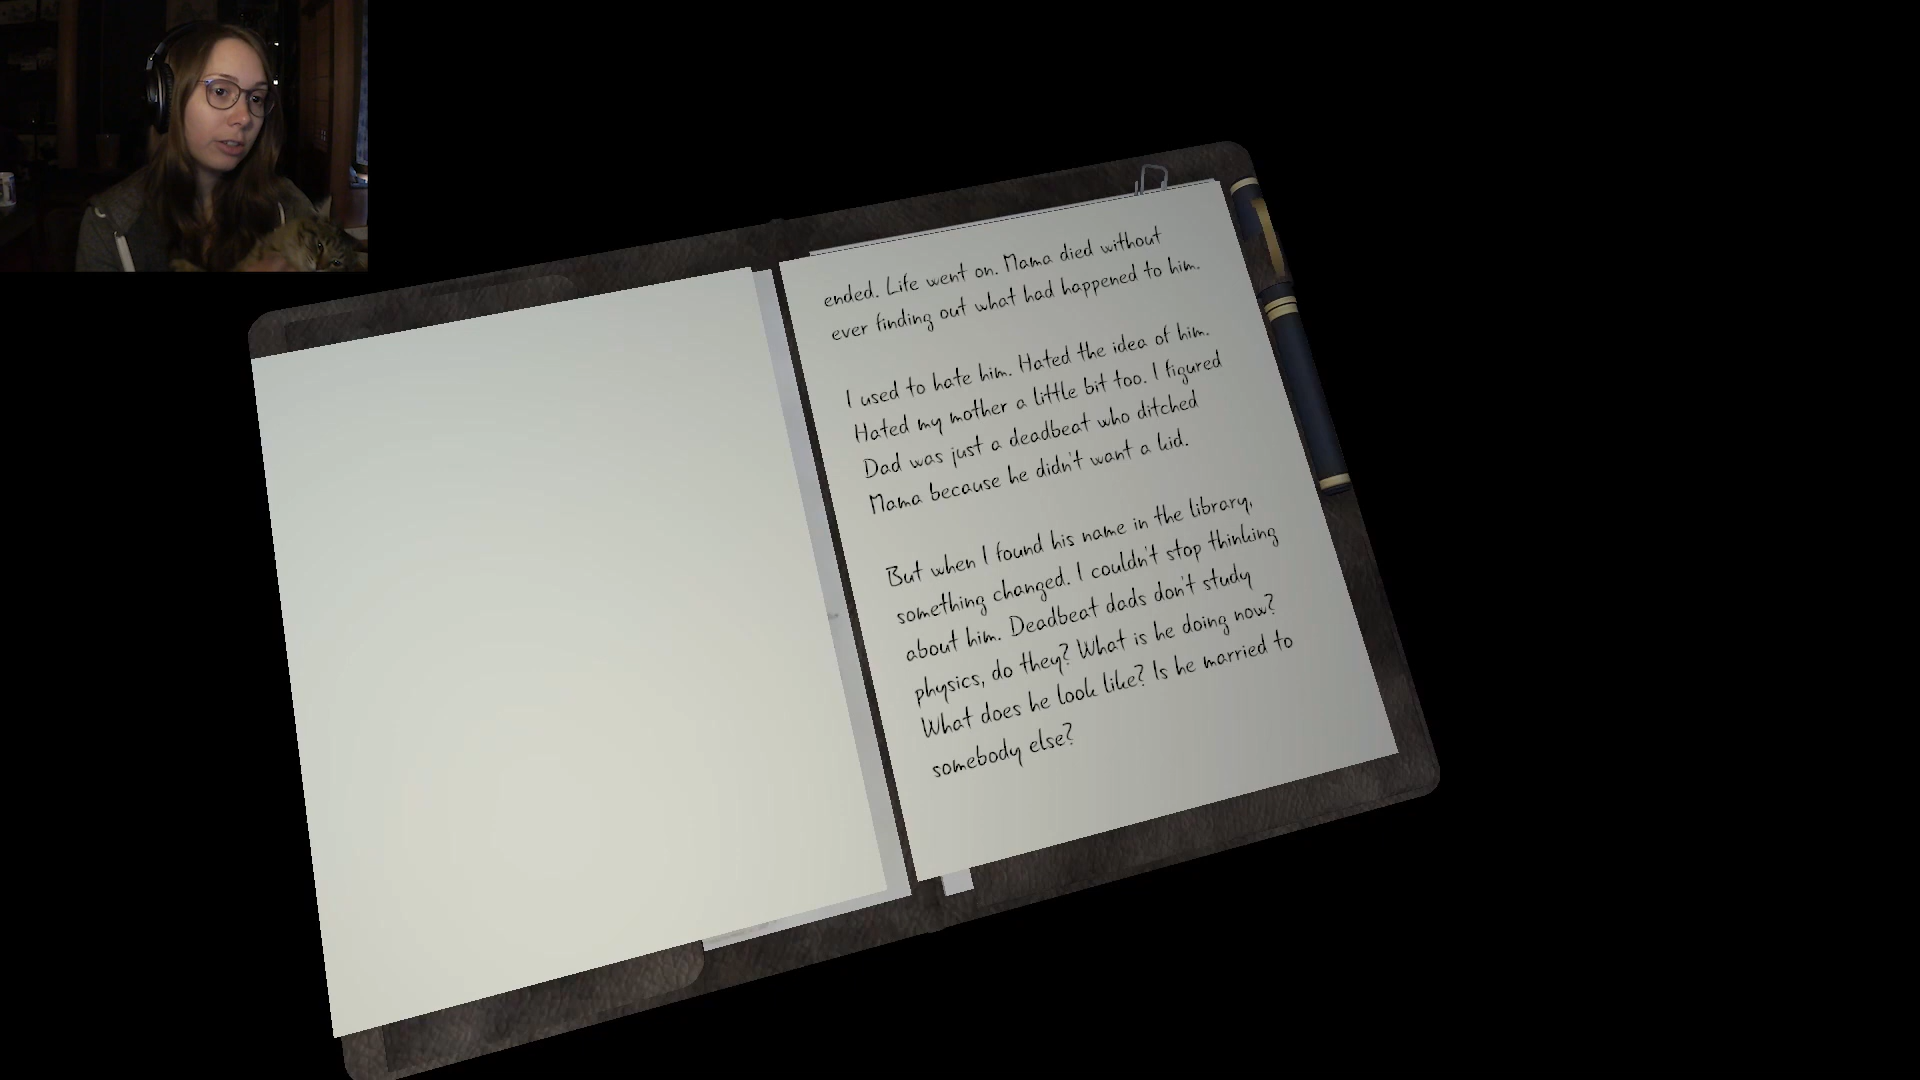 ended. Life went on. Mama died without
ever finding out what had happened to him.
I used to hate him. Hated the idea of him.
Hated my mother a little bit too. I figured
Dad was just a deadbeat who ditched
Mama because he didn't want a kid.
But when I found his name in the library,
something changed. I couldn't stop thinking
about him. Deadbeat dads don't study
physics, do they? What is he doing now?
What does he look like? Is he married to
somebody else?